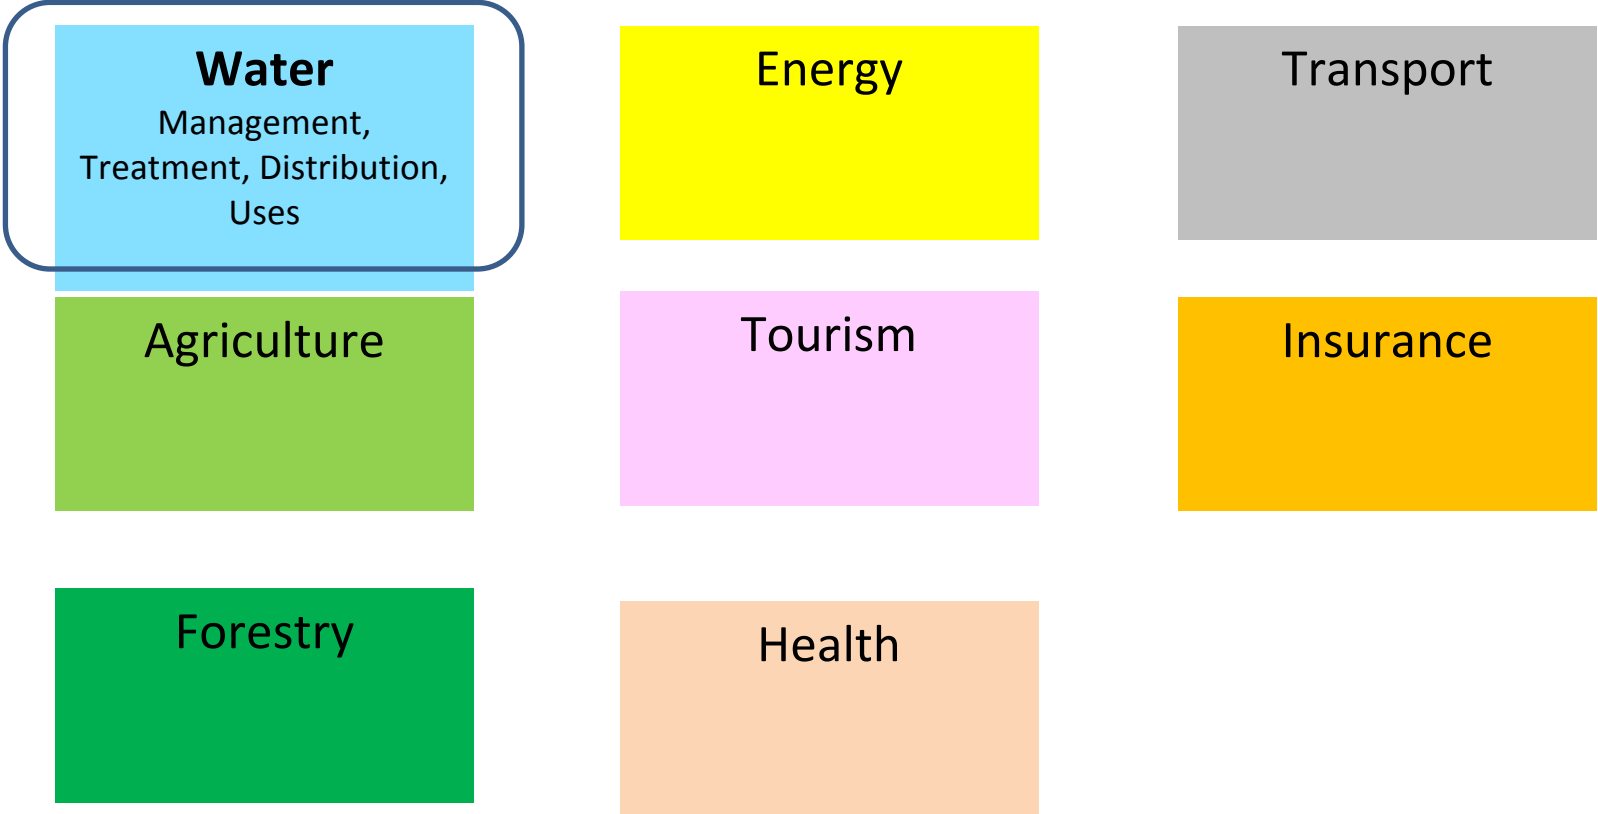 Water
Management,
Treatment, Distribution,
Uses
Energy
Transport
Agriculture
Tourism
Insurance
Forestry
Health